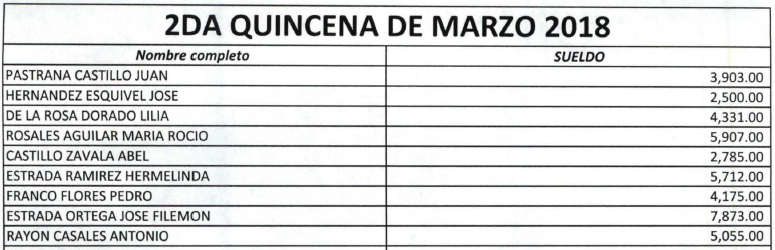 2DA QUINCENA DE MARZO 2018
Nombre completo SUELDO
PASTRANA CASTILLO JUAN 3,903.00
HERNANDEZ ESQUIVEL JOSE 2,500.00
DE LA ROSA DORADO LILIA 4,331.00
ROSALES AGUILAR MARIA ROCIO 5,907.00
CASTILLO ZAVALA ABEL 2,785.00
ESTRADA RAMIREZ HERMELINDA 5,712.00
FRANCO FLORES PEDRO 4,175.00
ESTRADA ORTEGA JOSE FILEMON 7,873.00
RAYON CASALES ANTONIO 5,055.00